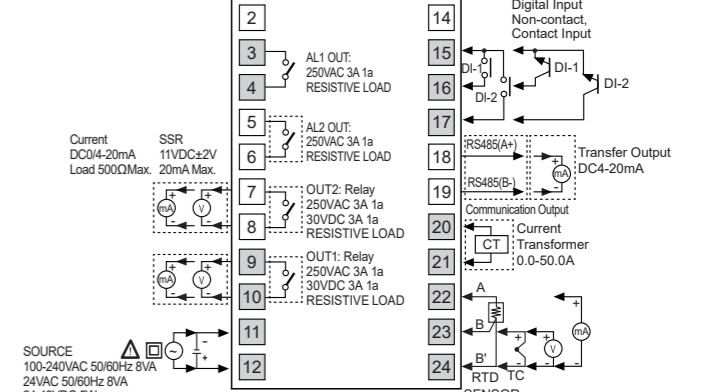 Digital Input
Non-contact,
Contact Input
2
14
3
AL1 OUT:
250VAC 3A 1a
RESISTIVE LOAD
4
15
DI-1
DI-1
DI-2
16
DI-2
17
5
AL2 OUT:
250VAC 3A 1a
RESISTIVE LOAD
6
Current
DC0/4-20mA
Load 500ΩMax.
SSR
11VDC±2V
20mA Max.
18
RS485(A+)
Transfer Output
DC4-20mA
mA
+
-
19
RS485(B-)
Communication Output
7
OUT2: Relay
250VAC 3A 1a
30VDC 3A 1a
RESISTIVE LOAD
8
+
mA
-
+
V
-
20
CT
Current
Transformer
0.0-50.0A
21
9
OUT1: Relay
250VAC 3A 1a
30VDC 3A 1a
RESISTIVE LOAD
10
+
mA
-
+
V
-
22
A
23
B
24
B'
RTD
TC
+
-
+
V
-
+
mA
-
11
12
-
+
SOURCE
100-240VAC 50/60Hz 8VA
24VAC 50/60Hz 8VA